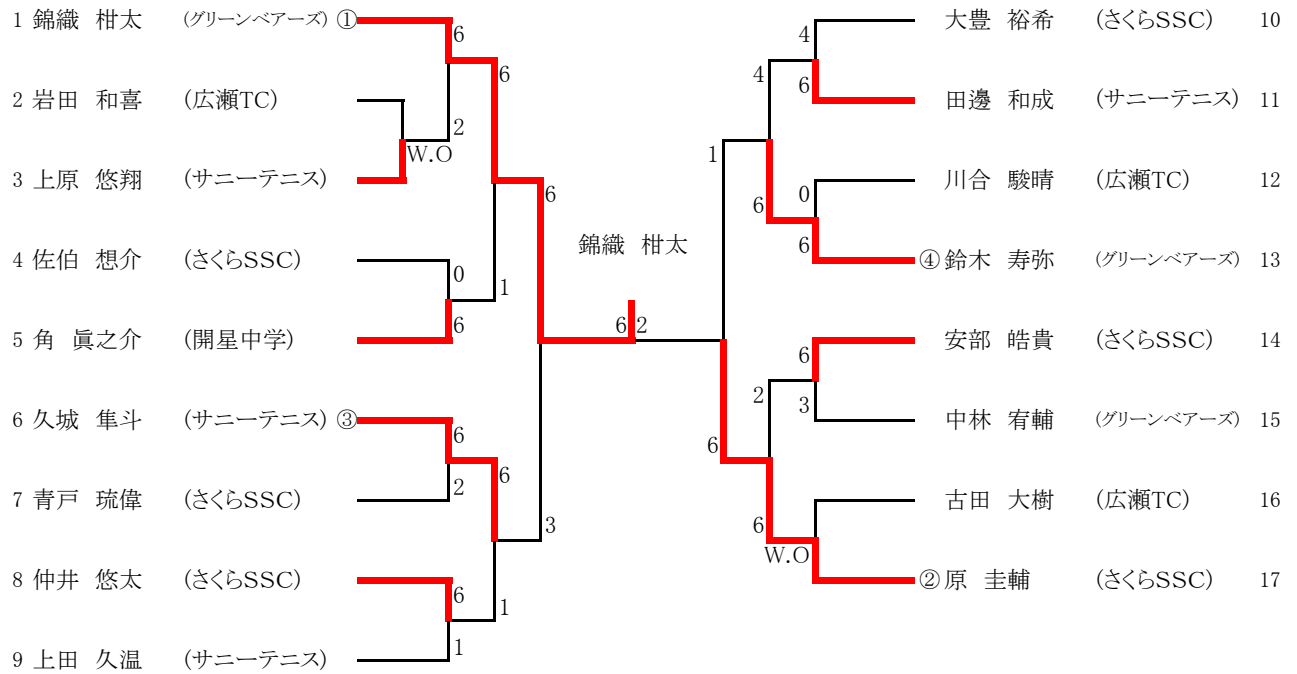 1 錦織 柑太 (グリーンベアーズ) ①
6
6
2 岩田 和喜 (広瀬TC)
2
W.O
3 上原 悠翔 (サニーテニス)
6
4 佐伯 想介 (さくらSSC)
0
1
6
5 角 眞之介 (開星中学)
6 久城 隼斗 (サニーテニス) ③
6
6
2
7 青戸 琉偉 (さくらSSC)
3
8 仲井 悠太 (さくらSSC)
6
1
1
9 上田 久温 (サニーテニス)
錦織 柑太
6 2
大豊 裕希 (さくらSSC) 10
4
4
6
田邊 和成 (サニーテニス) 11
1
川合 駿晴 (広瀬TC) 12
0
6
6
④ 鈴木 寿弥 (グリーンベアーズ) 13
安部 皓貴 (さくらSSC) 14
6
2
3
中林 宥輔 (グリーンベアーズ) 15
6
古田 大樹 (広瀬TC) 16
6
W.O
② 原 圭輔 (さくらSSC) 17